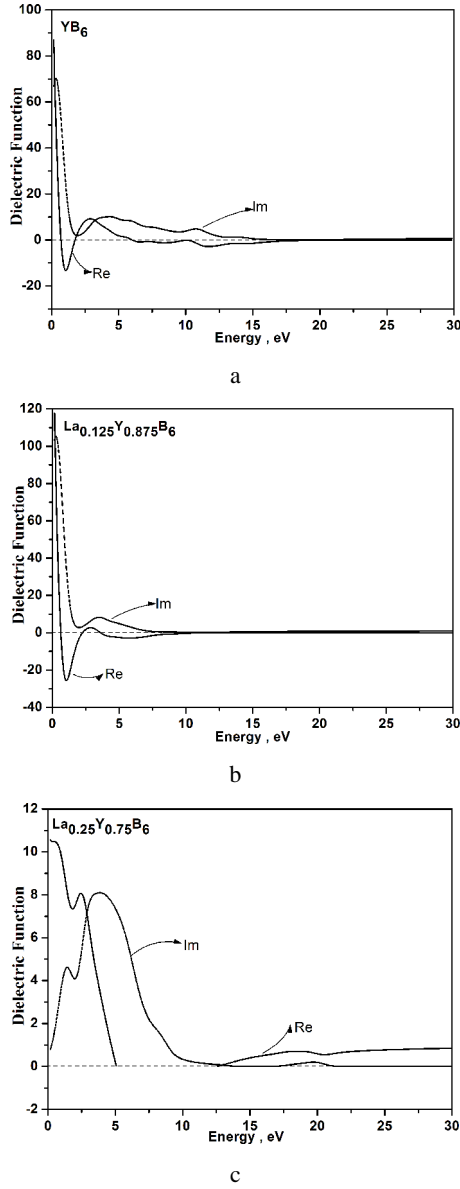 YB6
Dielectric Function
100
80
60
40
20
0
-20
Im
Re
0 5 10 15 20 25 30
Energy , eV
a
La0.125Y0.875B6
Dielectric Function
120
100
80
60
40
20
0
-20
-40
Im
Re
0 5 10 15 20 25 30
Energy , eV
b
La0.25Y0.75B6
Dielectric Function
12
10
8
6
4
2
0
-2
Im
Re
0 5 10 15 20 25 30
Energy , eV
c